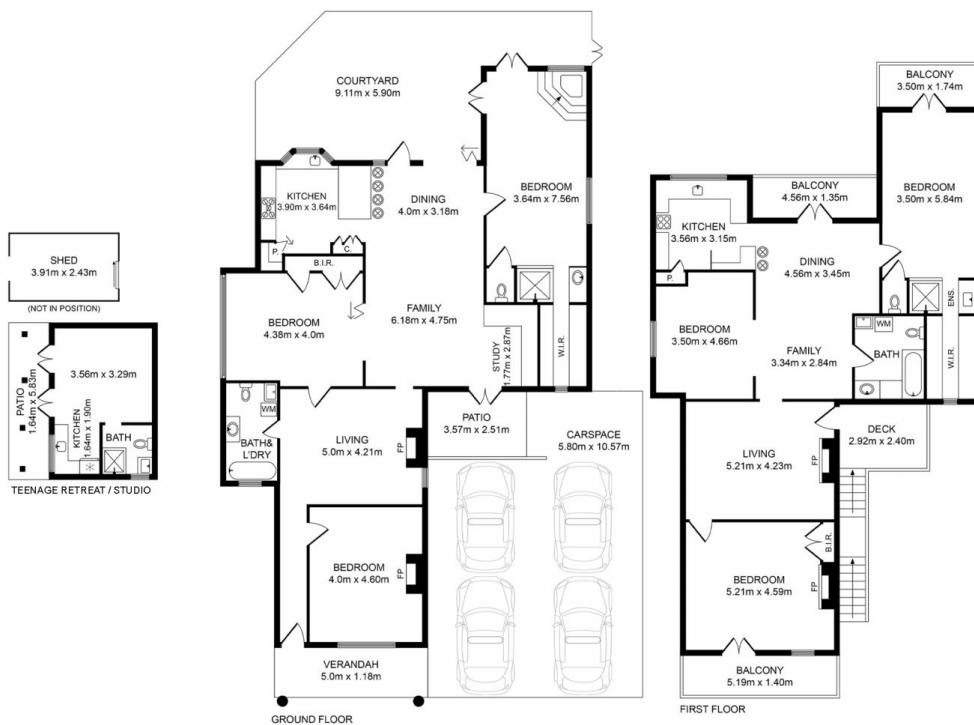 SHED
3.91m x 2.43m
(NOT IN POSITION)
PATIO
1.64m x 5.83m
3.56m x 3.29m
KITCHEN
1.64m x 1.90m
BATH
TEENAGE RETREAT / STUDIO
COURTYARD
9.11m x 5.90m
KITCHEN
3.90m x 3.64m
P.
C.
B.I.R.
DINING
4.0m x 3.18m
BEDROOM
3.64m x 7.56m
BEDROOM
4.38m x 4.0m
FAMILY
6.18m x 4.75m
STUDY
1.77m x 2.87m
W.I.R.
WM
BATH&
L'DRY
LIVING
5.0m x 4.21m
FP
PATIO
3.57m x 2.51m
CARSPACE
5.80m x 10.57m
BEDROOM
4.0m x 4.60m
FP
VERANDAH
5.0m x 1.18m
GROUND FLOOR
BALCONY
3.50m x 1.74m
BEDROOM
3.50m x 5.84m
BALCONY
4.56m x 1.35m
KITCHEN
3.56m x 3.15m
P.
DINING
4.56m x 3.45m
ENS.
BEDROOM
3.50m x 4.66m
FAMILY
3.34m x 2.84m
WM
BATH
W.I.R.
DECK
2.92m x 2.40m
LIVING
5.21m x 4.23m
FP
B.I.R.
BEDROOM
5.21m x 4.59m
FP
BALCONY
5.19m x 1.40m
FIRST FLOOR